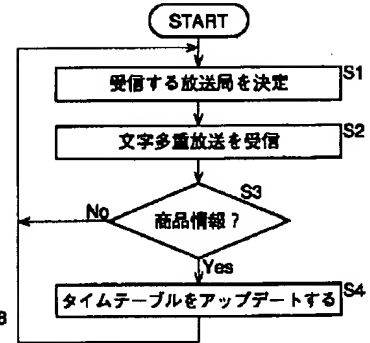 START
受信する放送局を決定
S1
文字多重放送を受信
S2
S3
商品情報?
No
Yes
タイムテーブルをアップデートする
S4
8